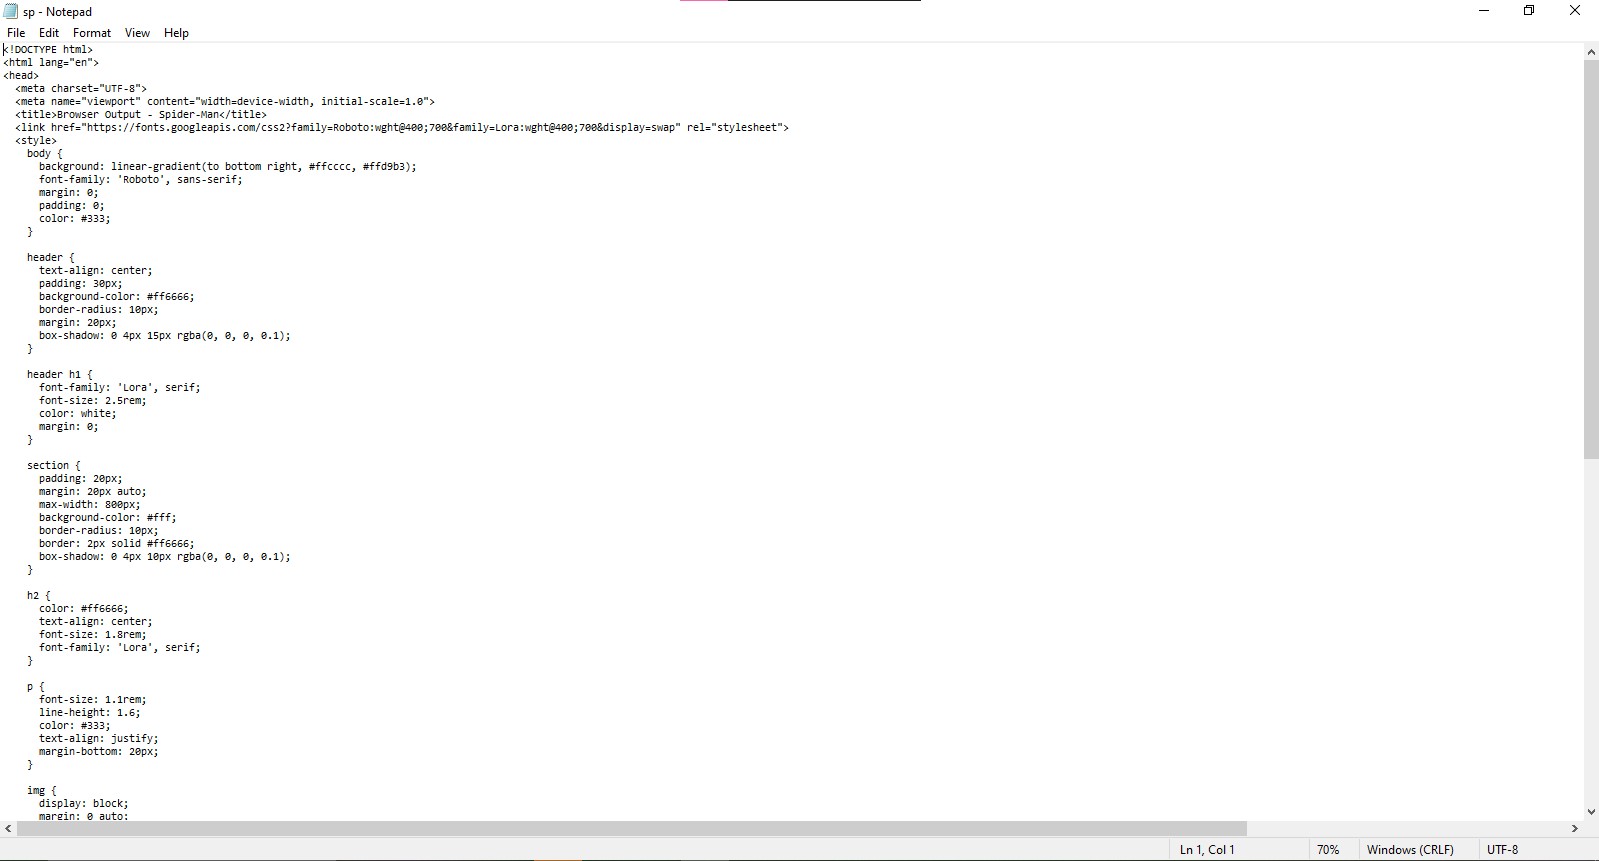 sp - Notepad
File Edit Format View Help
<!DOCTYPE html>
<html lang="en">
<head>
  <meta charset="UTF-8">
  <meta name="viewport" content="width=device-width, initial-scale=1.0">
  <title>Browser Output - Spider-Man</title>
  <link href="https://fonts.googleapis.com/css2?family=Roboto:wght@400;700&family=Lora:wght@400;700&display=swap" rel="stylesheet">
  <style>
    body {
      background: linear-gradient(to bottom right, #ffcccc, #ffd9b3);
      font-family: 'Roboto', sans-serif;
      margin: 0;
      padding: 0;
      color: #333;
    }

    header {
      text-align: center;
      padding: 30px;
      background-color: #ff6666;
      border-radius: 10px;
      margin: 20px;
      box-shadow: 0 4px 15px rgba(0, 0, 0, 0.1);
    }

    header h1 {
      font-family: 'Lora', serif;
      font-size: 2.5rem;
      color: white;
      margin: 0;
    }

    section {
      padding: 20px;
      margin: 20px auto;
      max-width: 800px;
      background-color: #fff;
      border-radius: 10px;
      border: 2px solid #ff6666;
      box-shadow: 0 4px 10px rgba(0, 0, 0, 0.1);
    }

    h2 {
      color: #ff6666;
      text-align: center;
      font-size: 1.8rem;
      font-family: 'Lora', serif;
    }

    p {
      font-size: 1.1rem;
      line-height: 1.6;
      color: #333;
      text-align: justify;
      margin-bottom: 20px;
    }

    img {
      display: block;
      margin: 0 auto;
Ln 1, Col 1 70% Windows (CRLF) UTF-8